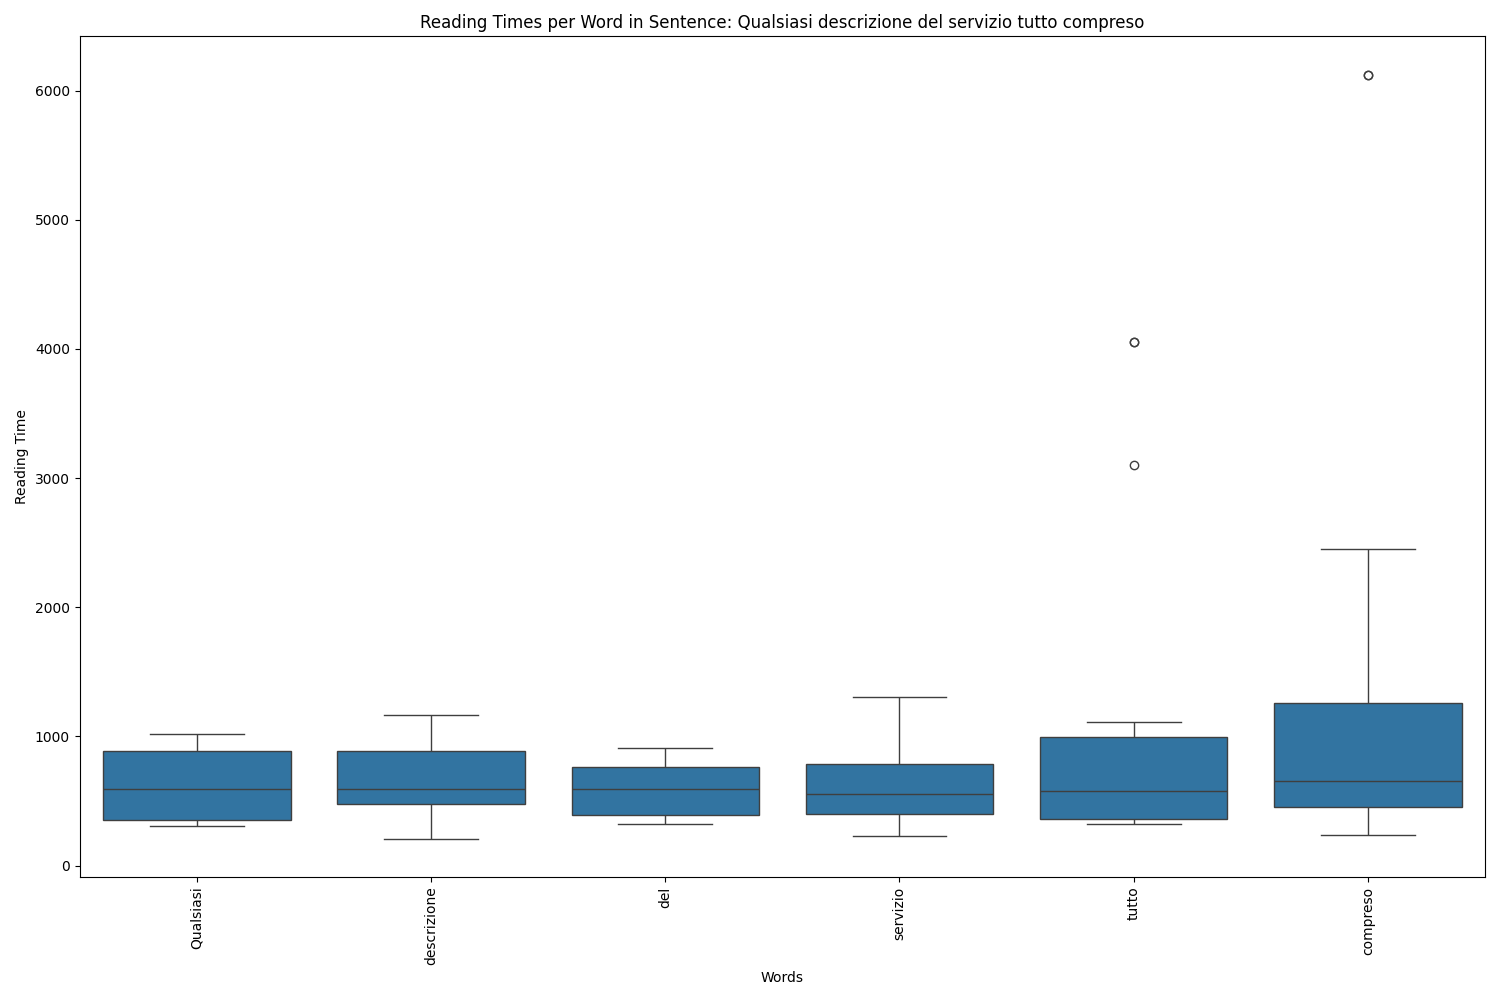 Reading Times per Word in Sentence: Qualsiasi descrizione del servizio tutto compreso
Reading Time
6000
5000
4000
3000
2000
1000
0
Qualsiasi
descrizione
del
servizio
tutto
compreso
Words